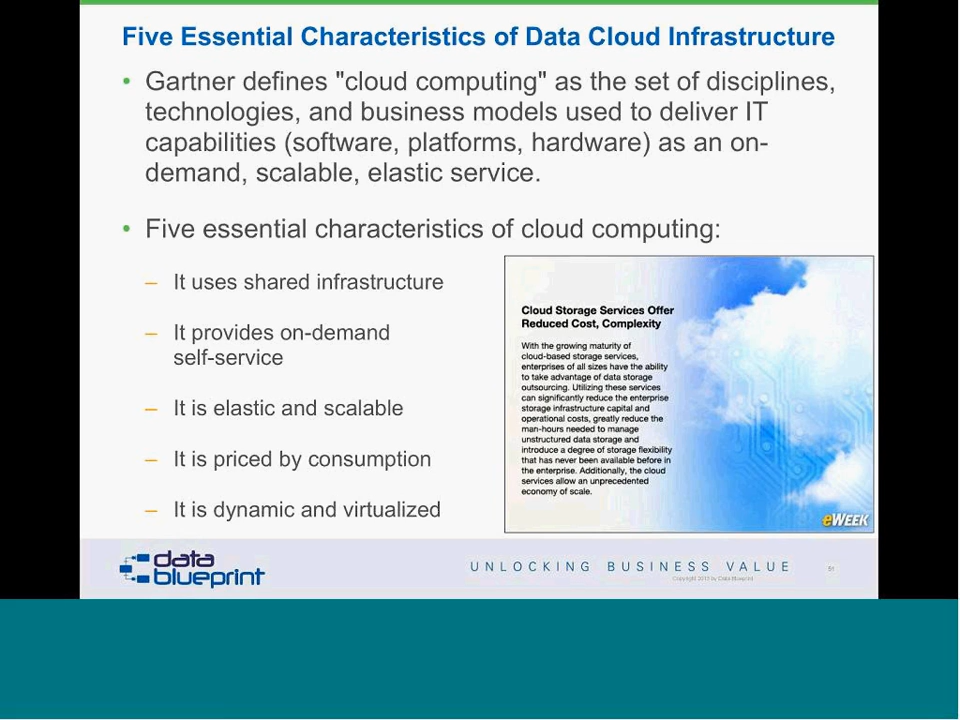 Five Essential Characteristics of Data Cloud Infrastructure
• Gartner defines "cloud computing" as the set of disciplines,
technologies, and business models used to deliver IT
capabilities (software, platforms, hardware) as an on-
demand, scalable, elastic service.
• Five essential characteristics of cloud computing:
– It uses shared infrastructure
– It provides on-demand
self-service
– It is elastic and scalable
– It is priced by consumption
– It is dynamic and virtualized
Cloud Storage Services Offer
Reduced Cost, Complexity
With the growing maturity of
cloud-based storage services,
enterprises of all sizes have the ability
to take advantage of data storage
outsourcing. Utilizing these services
can significantly reduce the enterprise
storage infrastructure capital and
operational costs, greatly reduce the
man-hours needed to manage
unstructured data storage and
introduce a degree of storage flexibility
that has never been available before in
the enterprise. Additionally, the cloud
services allow an unprecedented
economy of scale.
eWEEK
data
blueprint
UNLOCKING BUSINESS VALUE
Copyright 2013 by Data Blueprint
51